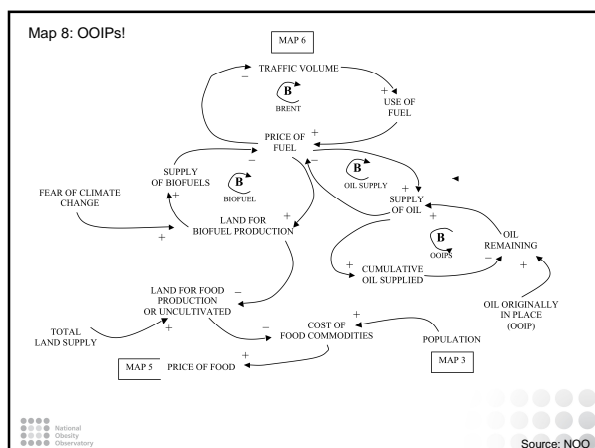 Map 8: OOIPs!
MAP 6
TRAFFIC VOLUME
–
B
BRENT
+
USE OF
FUEL
+
PRICE OF
FUEL
–
–
SUPPLY
OF BIOFUELS
+
B
BIOFUEL
B
OIL SUPPLY
+
SUPPLY
OF OIL
+
FEAR OF CLIMATE
CHANGE
+
+
LAND FOR
BIOFUEL PRODUCTION
B
OOIPS
OIL
REMAINING
–
+
+
CUMULATIVE
OIL SUPPLIED
LAND FOR FOOD
PRODUCTION
OR UNCULTIVATED
–
+
OIL ORIGINALLY
IN PLACE
(OOIP)
TOTAL
LAND SUPPLY
–
+
COST OF
FOOD COMMODITIES
POPULATION
MAP 3
MAP 5
PRICE OF FOOD
+
National
Obesity
Observatory
Source: NOO